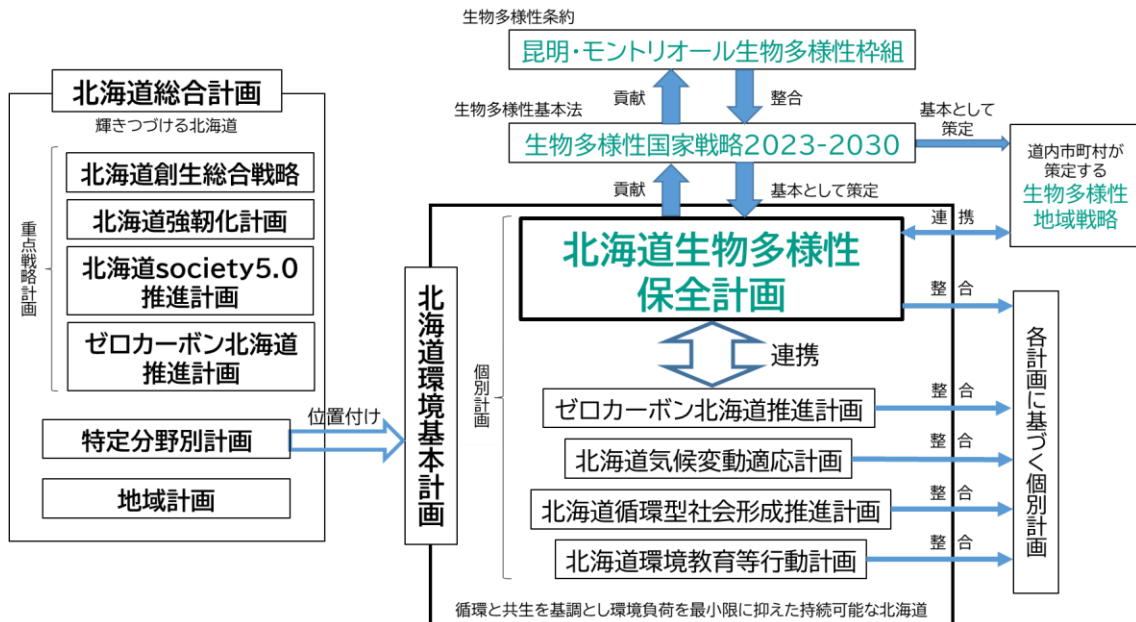 生物多様性条約
昆明・モントリオール生物多様性枠組
貢献
整合
生物多様性基本法
生物多様性国家戦略2023-2030
基本として
策定
道内市町村が
策定する
生物多様性
地域戦略
貢献
基本として策定
連携
北海道総合計画
輝きつづける北海道
重点戦略計画
北海道創生総合戦略
北海道強靭化計画
北海道society5.0
推進計画
ゼロカーボン北海道
推進計画
特定分野別計画
位置付け
地域計画
北海道環境基本計画
個別計画
北海道生物多様性
保全計画
整合
連携
ゼロカーボン北海道推進計画
整合
北海道気候変動適応計画
整合
北海道循環型社会形成推進計画
整合
北海道環境教育等行動計画
整合
各計画に基づく個別計画
循環と共生を基調とし環境負荷を最小限に抑えた持続可能な北海道